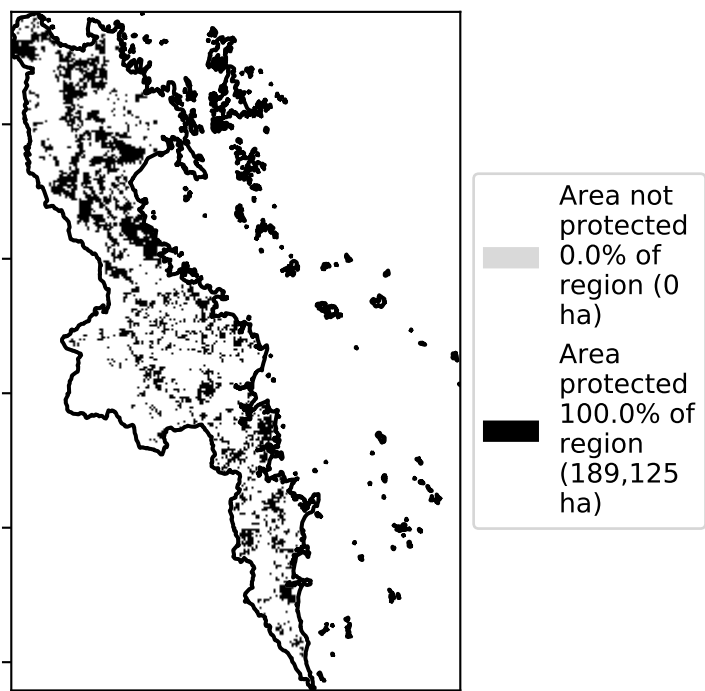 Area not
protected
0.0% of
region (0
ha)
Area
protected
100.0% of
region
(189,125
ha)